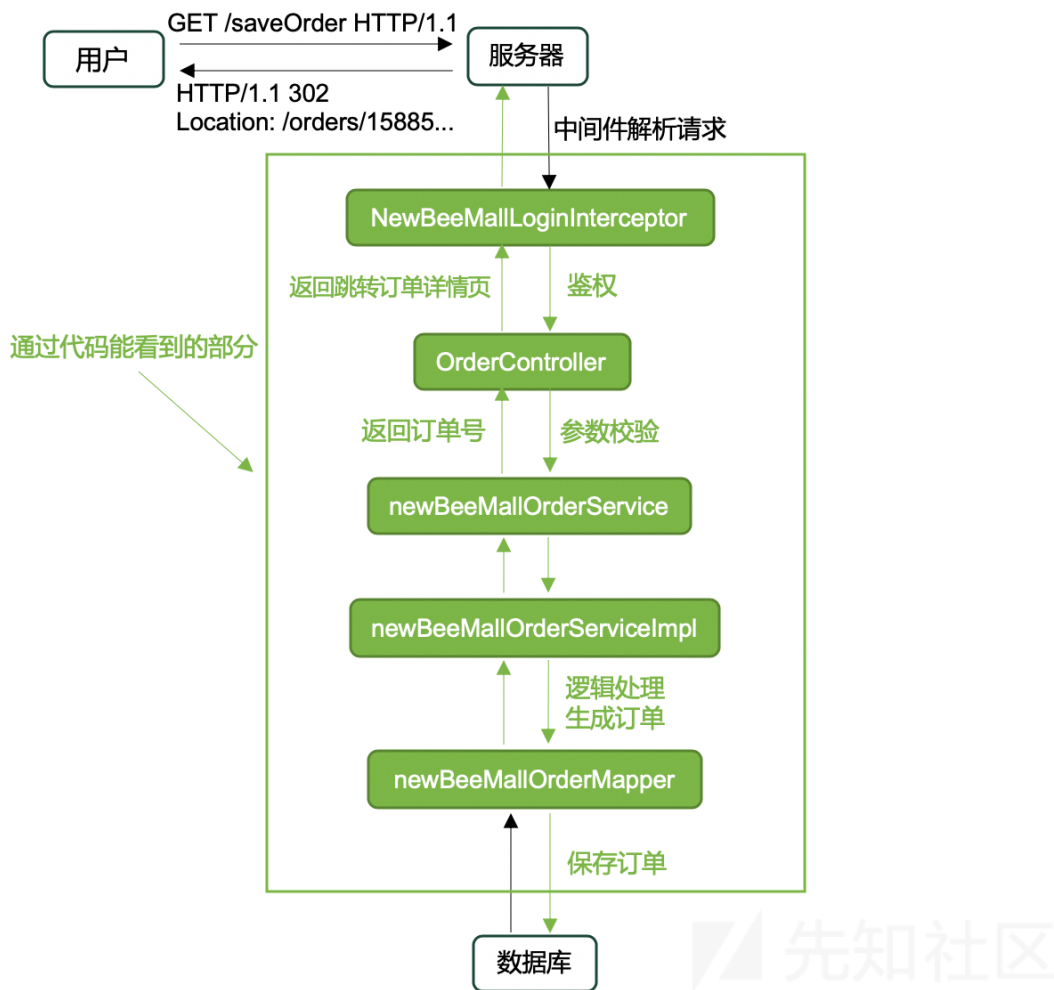 GET /saveOrder HTTP/1.1
用户
服务器
HTTP/1.1 302
Location: /orders/15885...
中间件解析请求
NewBeeMallLoginInterceptor
返回跳转订单详情页
鉴权
通过代码能看到的部分
OrderController
返回订单号
参数校验
newBeeMallOrderService
newBeeMallOrderServiceImpl
逻辑处理
生成订单
newBeeMallOrderMapper
保存订单
数据库
先知社区